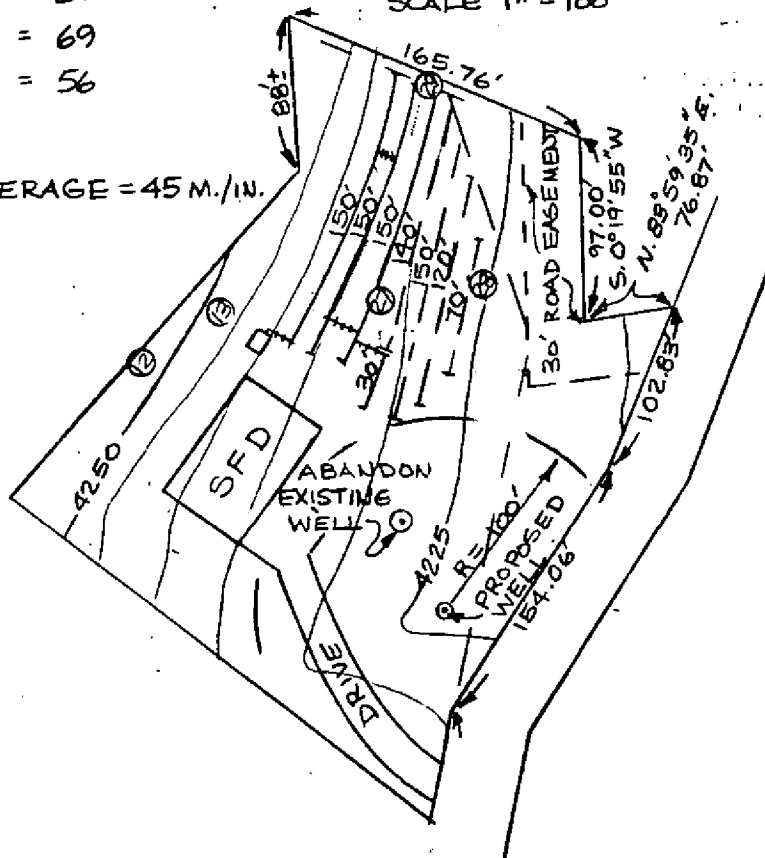 SCALE 1" = 100'
= 69
= 56
ERAGE = 45 M./IN.
88'±
165.76'
30' ROAD EASEMENT
97.00'
S. 0°19'55" W
N. 88°59'35" E.
76.87'
150'
150'
150'
140'
150'
120'
70'
30'
102.83'
12
13
4250
SFD
ABANDON
EXISTING
WELL
4225
R = 100'
PROPOSED
WELL
154.06'
DRIVE